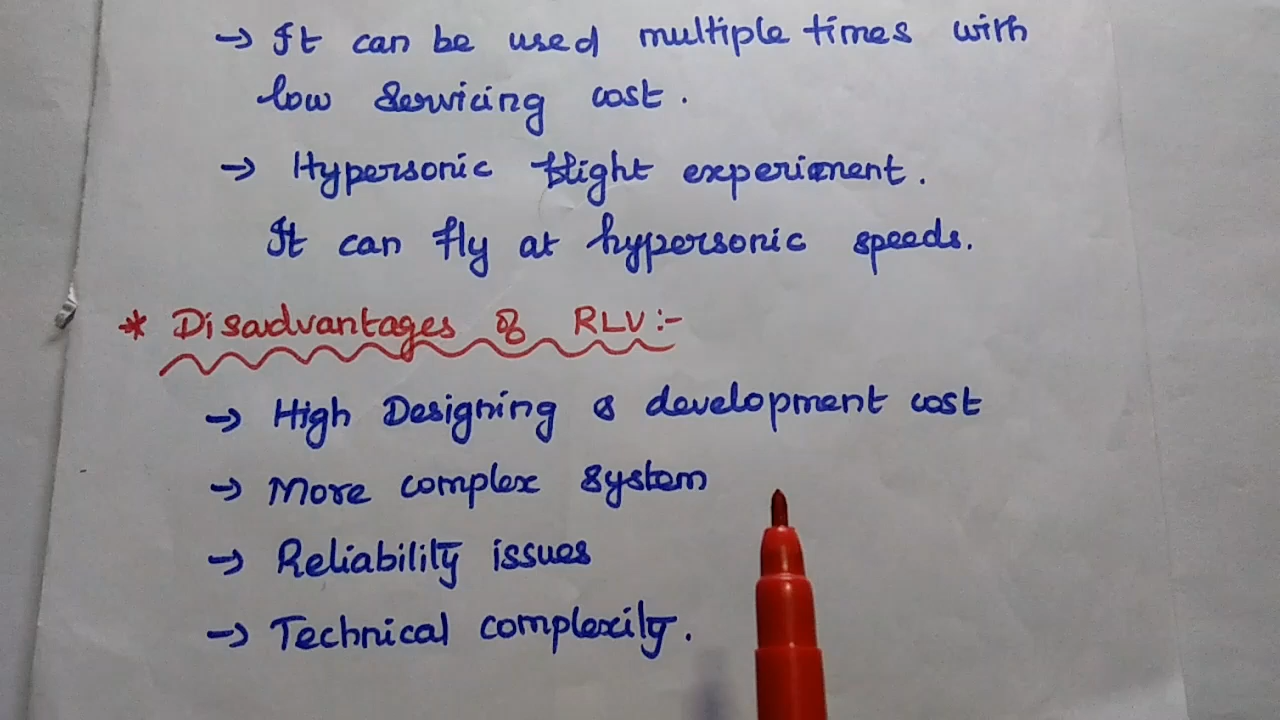 → It can be used multiple times with
low servicing cost.
→ Hypersonic flight experiment.
It can fly at hypersonic speeds.
* Disadvantages of RLV:-
→ High Designing & development cost
→ More complex system
→ Reliability issues
→ Technical complexity.